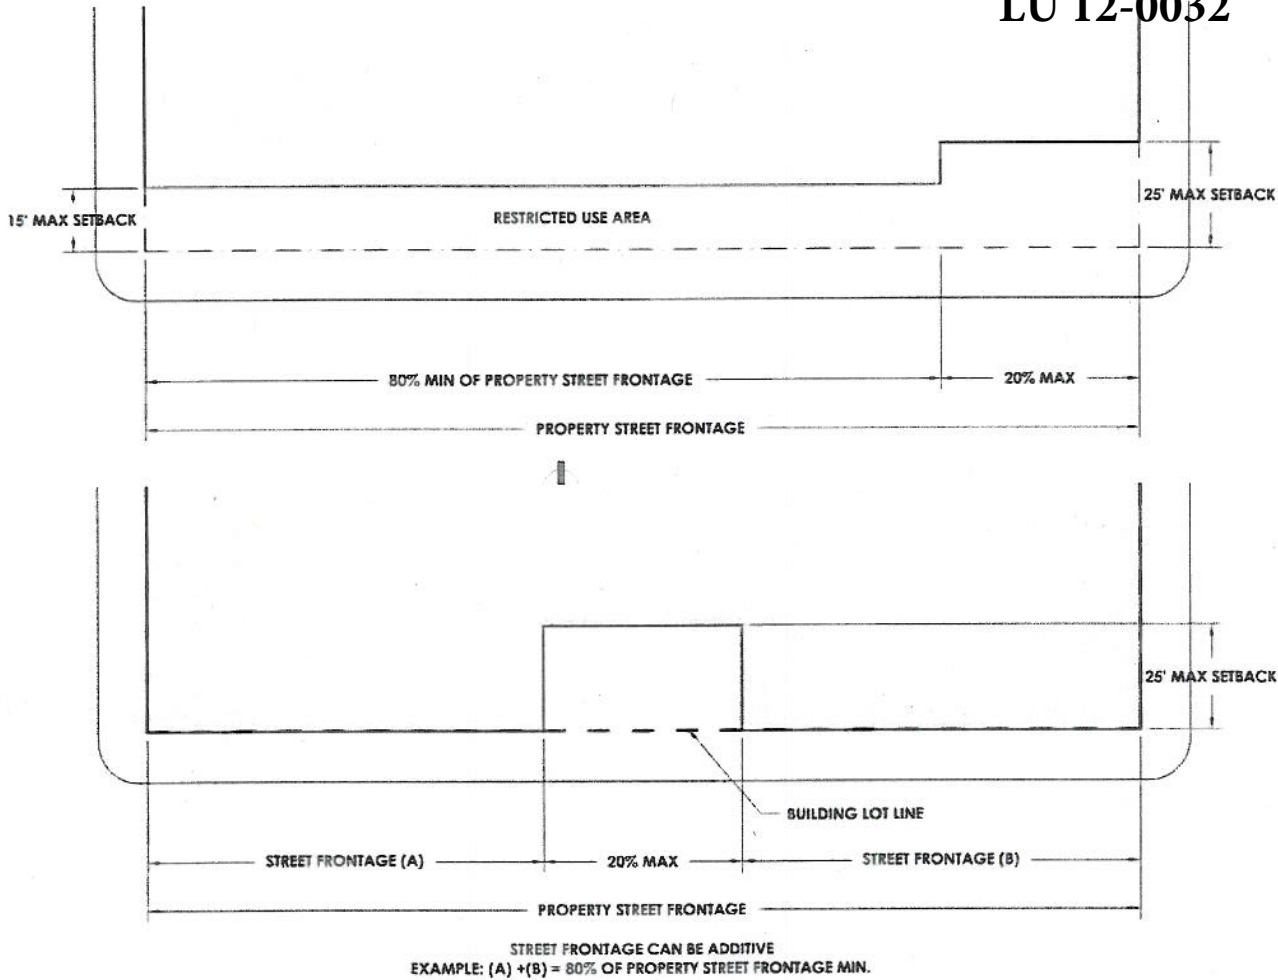 LU 12-0032
25' MAX SETBACK
15' MAX SETBACK
RESTRICTED USE AREA
80% MIN OF PROPERTY STREET FRONTAGE
20% MAX
PROPERTY STREET FRONTAGE
25' MAX SETBACK
BUILDING LOT LINE
STREET FRONTAGE (A)
20% MAX
STREET FRONTAGE (B)
PROPERTY STREET FRONTAGE
STREET FRONTAGE CAN BE ADDITIVE
EXAMPLE: (A) +(B) = 80% OF PROPERTY STREET FRONTAGE MIN.